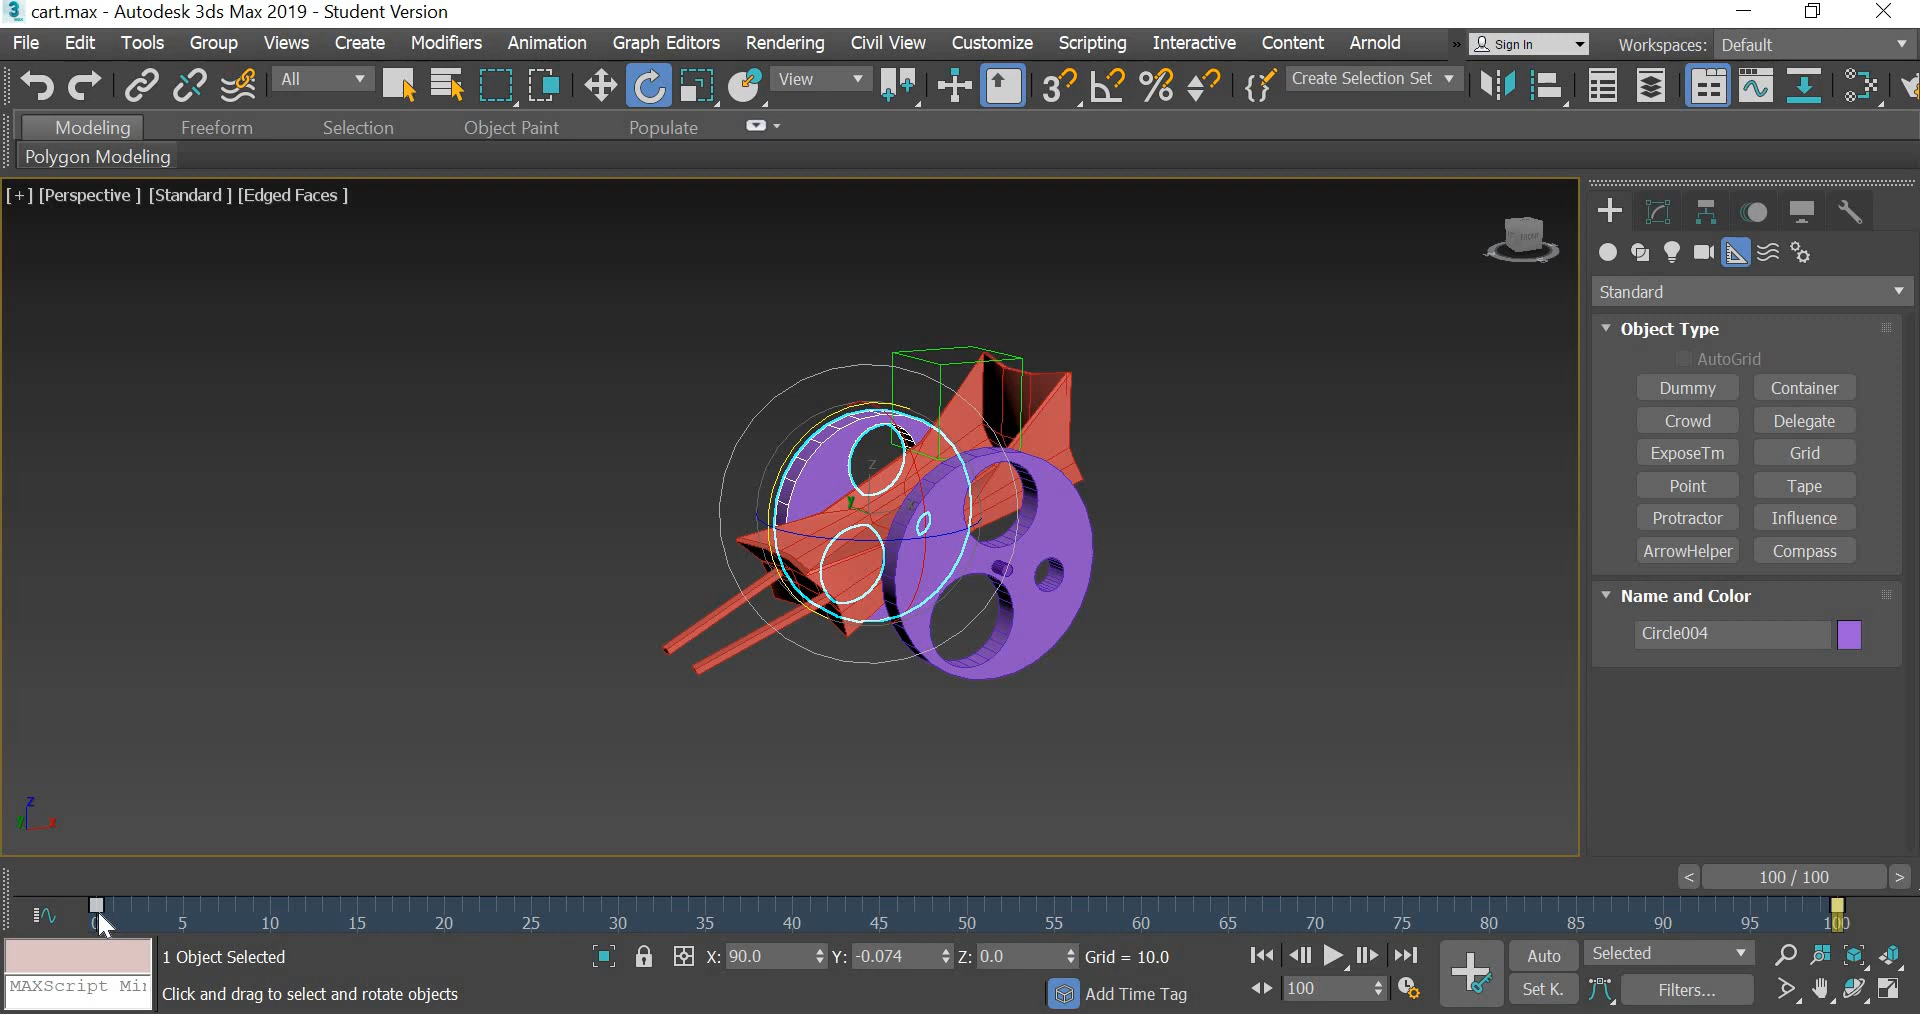 cart.max - Autodesk 3ds Max 2019 - Student Version
File Edit Tools Group Views Create Modifiers Animation Graph Editors Rendering Civil View Customize Scripting Interactive Content Arnold » Sign In Workspaces: Default
All View 3 Create Selection Set
Modeling Freeform Selection Object Paint Populate
Polygon Modeling
[+] [Perspective ] [Standard ] [Edged Faces ]
FRONT
Standard
Object Type
AutoGrid
Dummy Container
Crowd Delegate
ExposeTm Grid
Point Tape
Protractor Influence
ArrowHelper Compass
Name and Color
Circle004
z
y
z
y x
< 100 / 100 >
0 5 10 15 20 25 30 35 40 45 50 55 60 65 70 75 80 85 90 95 100
1 Object Selected X: 90.0 Y: -0.074 Z: 0.0 Grid = 10.0 Auto Selected
MAXScript Mi
Click and drag to select and rotate objects Add Time Tag 100 Set K. Filters...